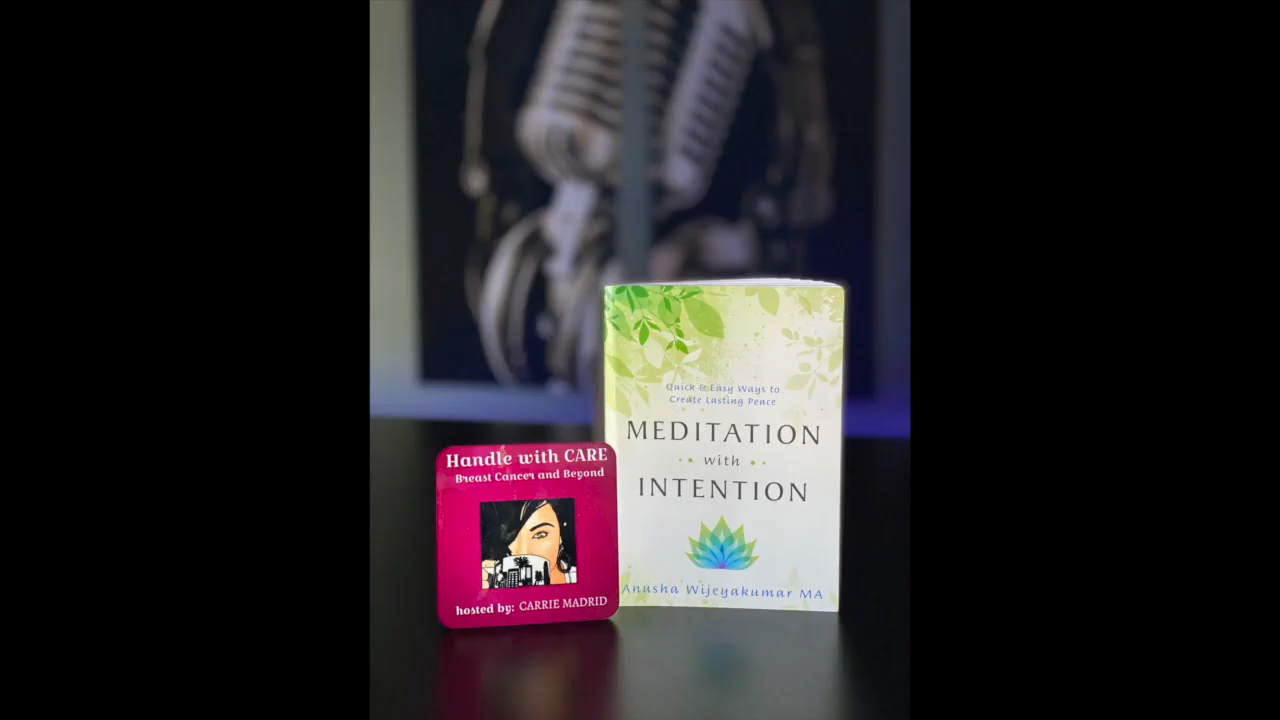 Handle with CARE
Breast Cancer and Beyond
hosted by: CARRIE MADRID
Quick & Easy Ways to
Create Lasting Peace
MEDITATION
with
INTENTION
Anusha Wijeyakumar MA